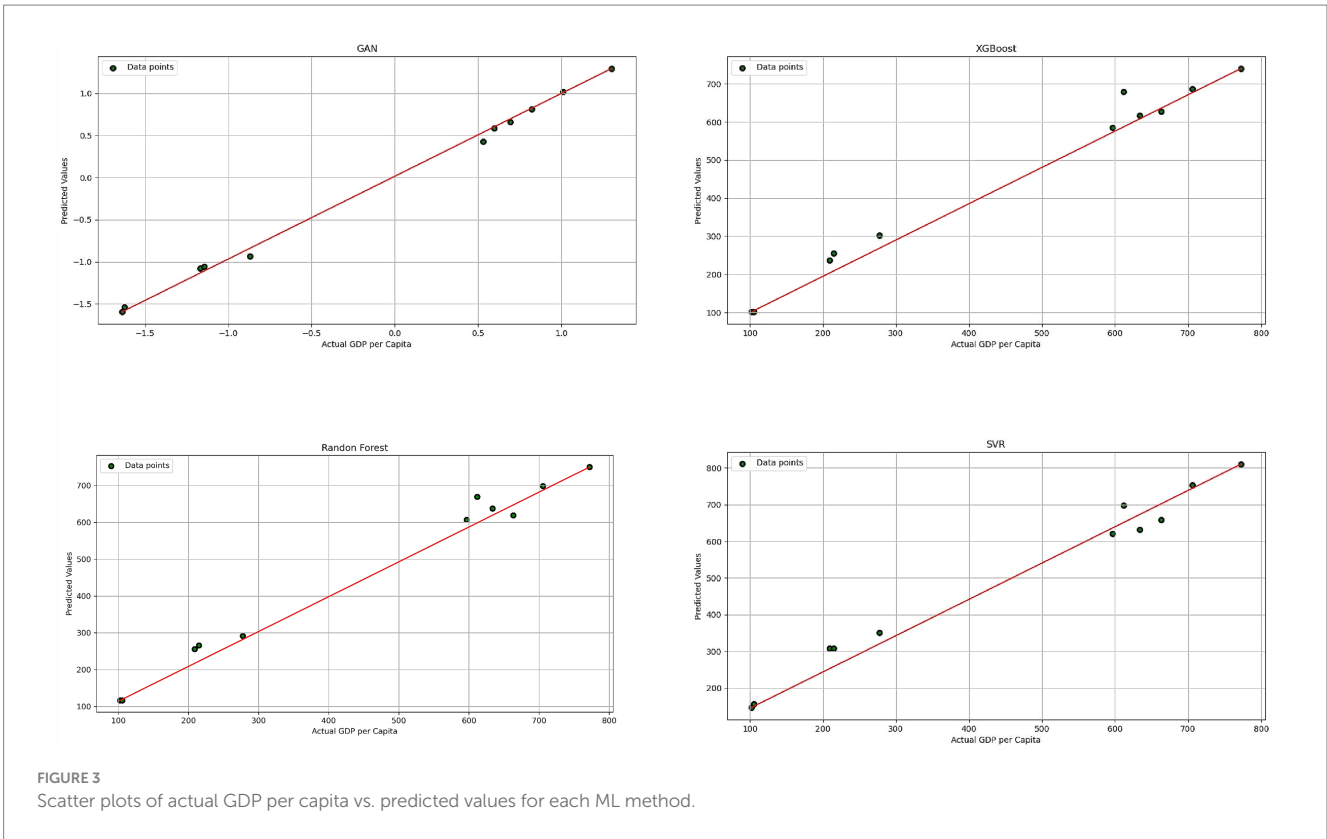 GAN
Data points
1.0
0.5
0.0
−0.5
−1.0
−1.5
Predicted Values
−1.5 −1.0 −0.5 0.0 0.5 1.0
Actual GDP per Capita
XGBoost
Data points
700
600
500
400
300
200
100
Predicted Values
100 200 300 400 500 600 700 800
Actual GDP per Capita
Randon Forest
Data points
700
600
500
400
300
200
100
Predicted Values
100 200 300 400 500 600 700 800
Actual GDP per Capita
SVR
Data points
800
700
600
500
400
300
200
Predicted Values
100 200 300 400 500 600 700 800
Actual GDP per Capita
FIGURE 3
Scatter plots of actual GDP per capita vs. predicted values for each ML method.